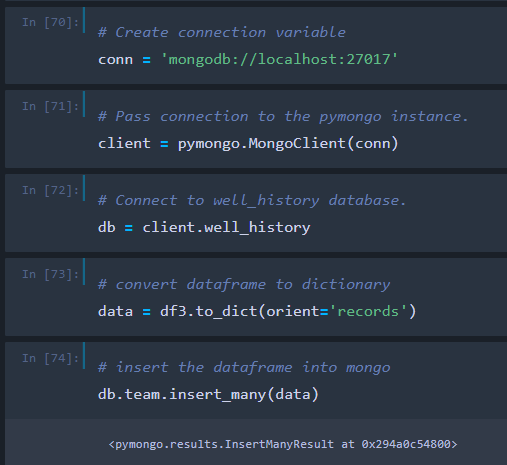 In [70]:
# Create connection variable
conn = 'mongodb://localhost:27017'
In [71]:
# Pass connection to the pymongo instance.
client = pymongo.MongoClient(conn)
In [72]:
# Connect to well_history database.
db = client.well_history
In [73]:
# convert dataframe to dictionary
data = df3.to_dict(orient='records')
In [74]:
# insert the dataframe into mongo
db.team.insert_many(data)
<pymongo.results.InsertManyResult at 0x294a0c54800>